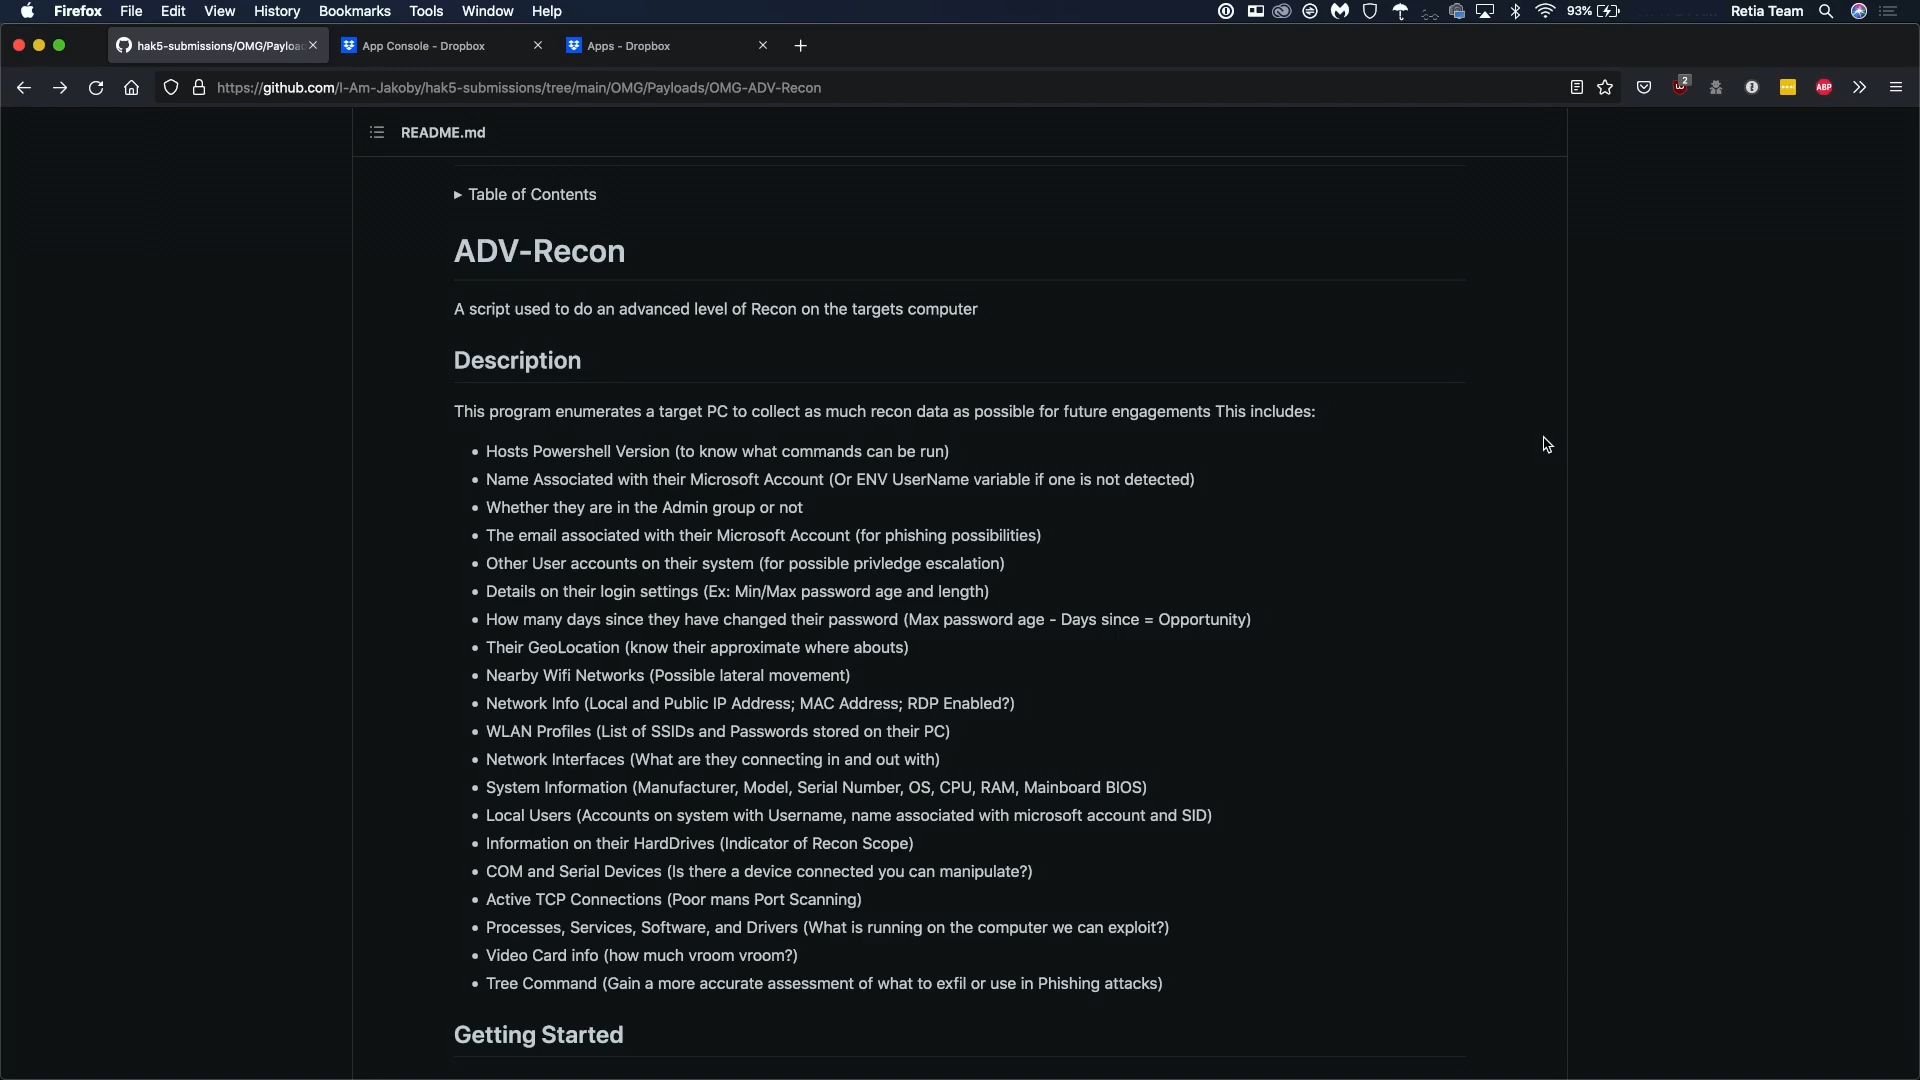 Firefox File Edit View History Bookmarks Tools Window Help 93% Retia Team
hak5-submissions/OMG/Payloa App Console - Dropbox Apps - Dropbox
https://github.com/I-Am-Jakoby/hak5-submissions/tree/main/OMG/Payloads/OMG-ADV-Recon 2 ABP
README.md
Table of Contents
ADV-Recon
A script used to do an advanced level of Recon on the targets computer
Description
This program enumerates a target PC to collect as much recon data as possible for future engagements This includes:
• Hosts Powershell Version (to know what commands can be run)
• Name Associated with their Microsoft Account (Or ENV UserName variable if one is not detected)
• Whether they are in the Admin group or not
• The email associated with their Microsoft Account (for phishing possibilities)
• Other User accounts on their system (for possible privledge escalation)
• Details on their login settings (Ex: Min/Max password age and length)
• How many days since they have changed their password (Max password age - Days since = Opportunity)
• Their GeoLocation (know their approximate where abouts)
• Nearby Wifi Networks (Possible lateral movement)
• Network Info (Local and Public IP Address; MAC Address; RDP Enabled?)
• WLAN Profiles (List of SSIDs and Passwords stored on their PC)
• Network Interfaces (What are they connecting in and out with)
• System Information (Manufacturer, Model, Serial Number, OS, CPU, RAM, Mainboard BIOS)
• Local Users (Accounts on system with Username, name associated with microsoft account and SID)
• Information on their HardDrives (Indicator of Recon Scope)
• COM and Serial Devices (Is there a device connected you can manipulate?)
• Active TCP Connections (Poor mans Port Scanning)
• Processes, Services, Software, and Drivers (What is running on the computer we can exploit?)
• Video Card info (how much vroom vroom?)
• Tree Command (Gain a more accurate assessment of what to exfil or use in Phishing attacks)
Getting Started